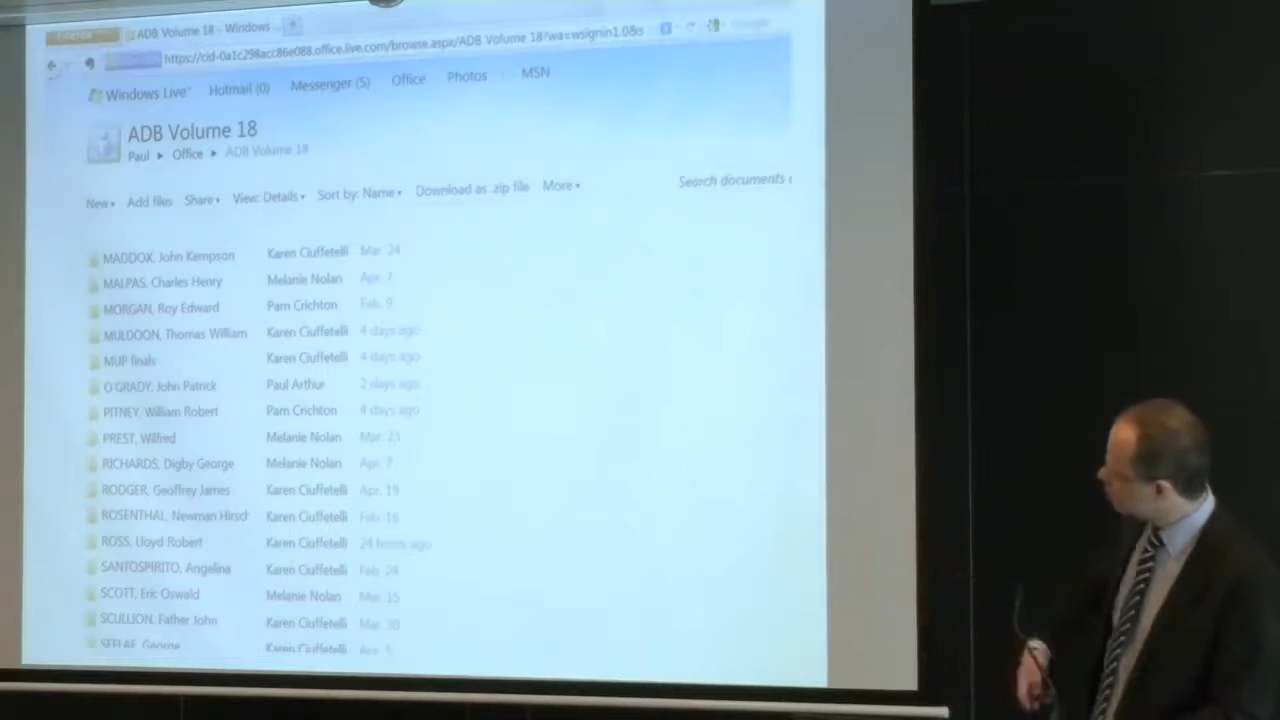 Firefox
ADB Volume 18 - Windows ...
https://cid-0a1c298acc86e088.office.live.com/browse.aspx/ADB Volume 18?wa=wsignin1.0&s
Windows Live™ Hotmail (0) Messenger (5) Office Photos MSN
ADB Volume 18
Paul ▸ Office ▸ ADB Volume 18
New Add files Share View: Details Sort by: Name Download as .zip file More Search documents
MADDOX, John Kempson Karen Ciuffetelli Mar. 24
MALPAS, Charles Henry Melanie Nolan Apr. 7
MORGAN, Roy Edward Pam Crichton Feb. 9
MULDOON, Thomas William Karen Ciuffetelli 4 days ago
MUP finals Karen Ciuffetelli 4 days ago
O'GRADY, John Patrick Paul Arthur 2 days ago
PITNEY, William Robert Pam Crichton 4 days ago
PREST, Wilfred Melanie Nolan Mar. 23
RICHARDS, Digby George Melanie Nolan Apr. 7
RODGER, Geoffrey James Karen Ciuffetelli Apr. 19
ROSENTHAL, Newman Hirsch Karen Ciuffetelli Feb. 16
ROSS, Lloyd Robert Karen Ciuffetelli 24 hours ago
SANTOSPIRITO, Angelina Karen Ciuffetelli Feb. 24
SCOTT, Eric Oswald Melanie Nolan Mar. 15
SCULLION, Father John Karen Ciuffetelli Mar. 30
SEELAF, George Karen Ciuffetelli Apr.